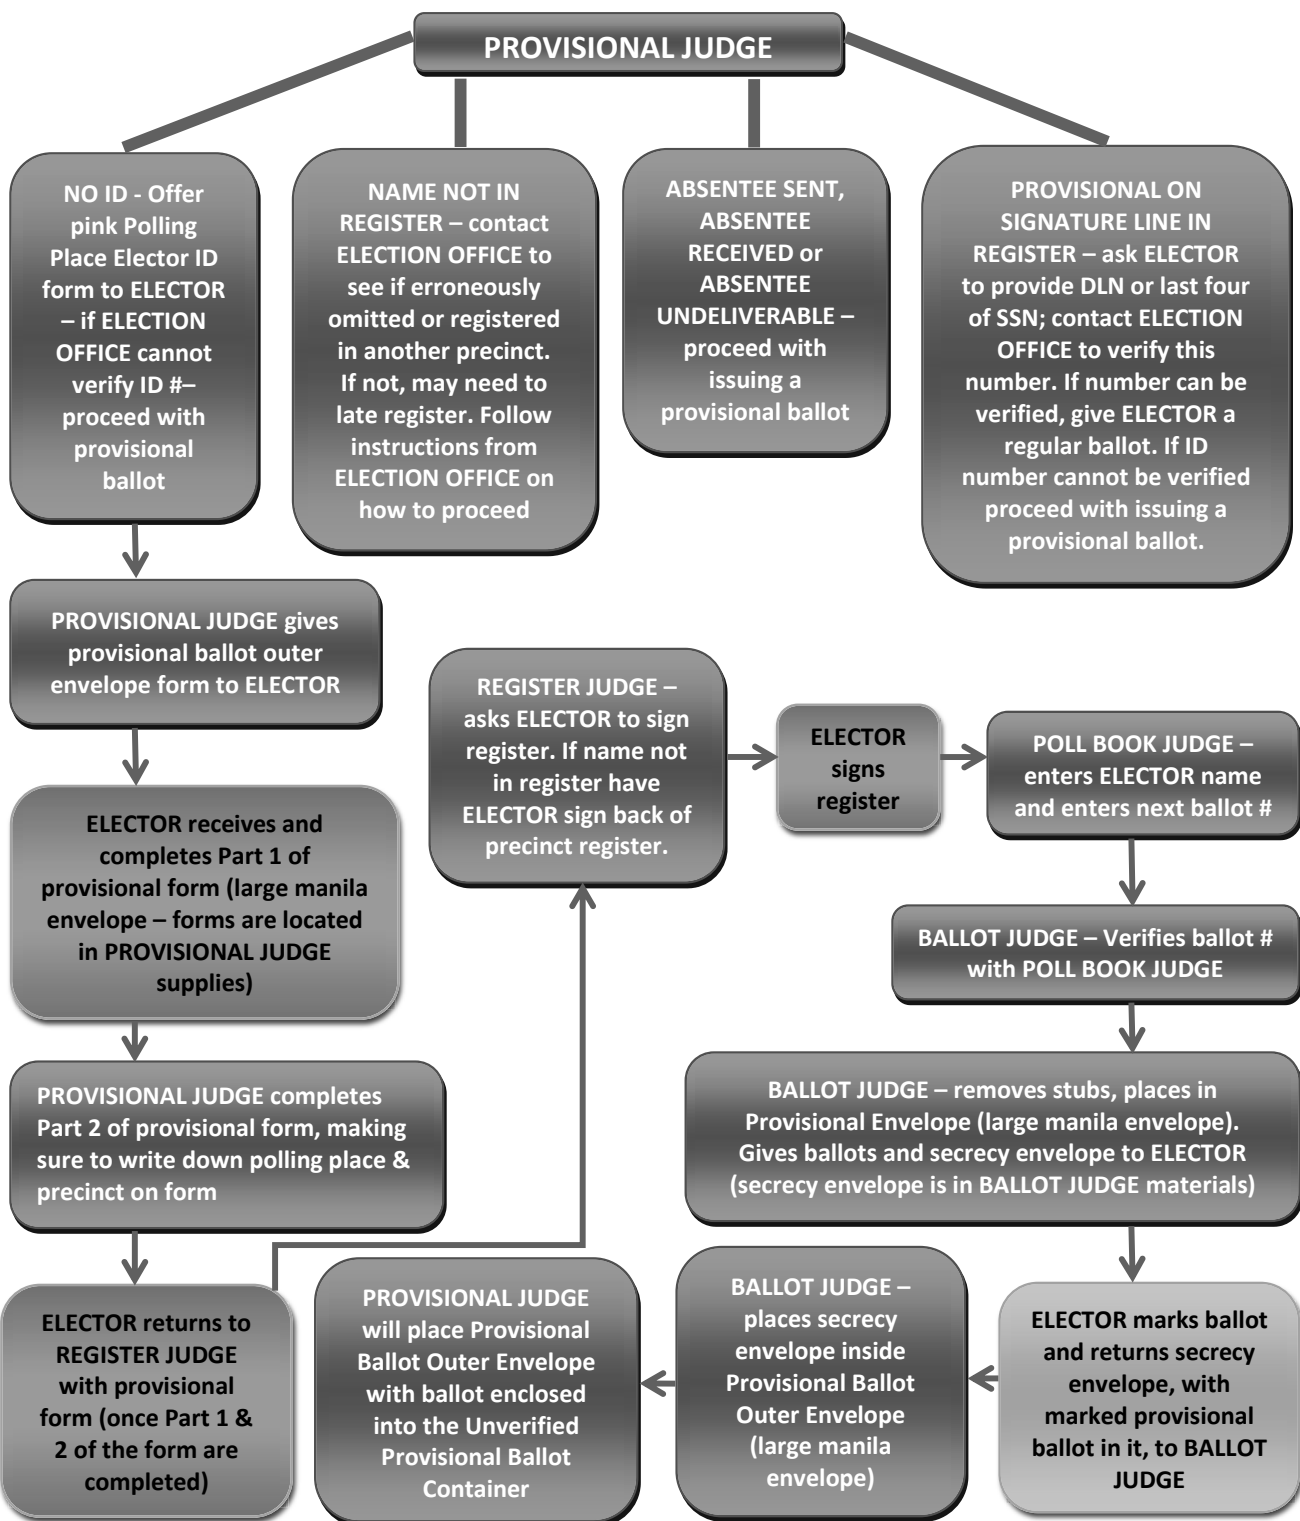 PROVISIONAL JUDGE
NO ID - Offer
pink Polling
Place Elector ID
form to ELECTOR
– if ELECTION
OFFICE cannot
verify ID #–
proceed with
provisional
ballot
NAME NOT IN
REGISTER – contact
ELECTION OFFICE to
see if erroneously
omitted or registered
in another precinct.
If not, may need to
late register. Follow
instructions from
ELECTION OFFICE on
how to proceed
ABSENTEE SENT,
ABSENTEE
RECEIVED or
ABSENTEE
UNDELIVERABLE –
proceed with
issuing a
provisional ballot
PROVISIONAL ON
SIGNATURE LINE IN
REGISTER – ask ELECTOR
to provide DLN or last four
of SSN; contact ELECTION
OFFICE to verify this
number. If number can be
verified, give ELECTOR a
regular ballot. If ID
number cannot be verified
proceed with issuing a
provisional ballot.
PROVISIONAL JUDGE gives
provisional ballot outer
envelope form to ELECTOR
ELECTOR receives and
completes Part 1 of
provisional form (large manila
envelope – forms are located
in PROVISIONAL JUDGE
supplies)
PROVISIONAL JUDGE completes
Part 2 of provisional form, making
sure to write down polling place &
precinct on form
ELECTOR returns to
REGISTER JUDGE
with provisional
form (once Part 1 &
2 of the form are
completed)
REGISTER JUDGE –
asks ELECTOR to sign
register. If name not
in register have
ELECTOR sign back of
precinct register.
ELECTOR
signs
register
POLL BOOK JUDGE –
enters ELECTOR name
and enters next ballot #
BALLOT JUDGE – Verifies ballot #
with POLL BOOK JUDGE
BALLOT JUDGE – removes stubs, places in
Provisional Envelope (large manila envelope).
Gives ballots and secrecy envelope to ELECTOR
(secrecy envelope is in BALLOT JUDGE materials)
ELECTOR marks ballot
and returns secrecy
envelope, with
marked provisional
ballot in it, to BALLOT
JUDGE
BALLOT JUDGE –
places secrecy
envelope inside
Provisional Ballot
Outer Envelope
(large manila
envelope)
PROVISIONAL JUDGE
will place Provisional
Ballot Outer Envelope
with ballot enclosed
into the Unverified
Provisional Ballot
Container